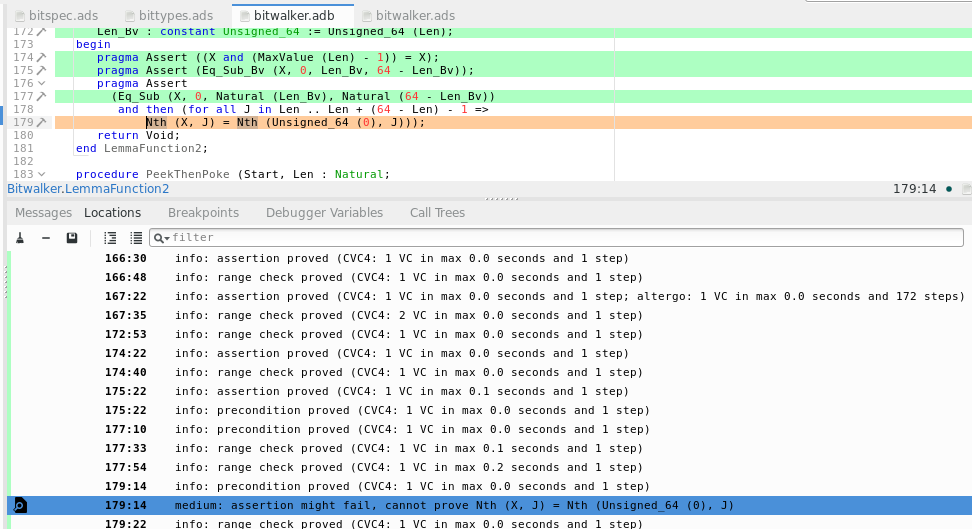 bitspec.ads bittypes.ads bitwalker.adb bitwalker.ads
172 Len_Bv : constant Unsigned_64 := Unsigned_64 (Len);
173 begin
174 pragma Assert ((X and (MaxValue (Len) - 1)) = X);
175 pragma Assert (Eq_Sub_Bv (X, 0, Len_Bv, 64 - Len_Bv));
176 pragma Assert
177 (Eq_Sub (X, 0, Natural (Len_Bv), Natural (64 - Len_Bv))
178 and then (for all J in Len .. Len + (64 - Len) - 1 =>
179 Nth (X, J) = Nth (Unsigned_64 (0), J)));
180 return Void;
181 end LemmaFunction2;
182
183 procedure PeekThenPoke (Start, Len : Natural;
Bitwalker.LemmaFunction2 179:14
Messages Locations Breakpoints Debugger Variables Call Trees
filter
166:30 info: assertion proved (CVC4: 1 VC in max 0.0 seconds and 1 step)
166:48 info: range check proved (CVC4: 1 VC in max 0.0 seconds and 1 step)
167:22 info: assertion proved (CVC4: 1 VC in max 0.0 seconds and 1 step; altergo: 1 VC in max 0.0 seconds and 172 steps)
167:35 info: range check proved (CVC4: 2 VC in max 0.0 seconds and 1 step)
172:53 info: range check proved (CVC4: 1 VC in max 0.0 seconds and 1 step)
174:22 info: assertion proved (CVC4: 1 VC in max 0.0 seconds and 1 step)
174:40 info: range check proved (CVC4: 1 VC in max 0.0 seconds and 1 step)
175:22 info: assertion proved (CVC4: 1 VC in max 0.1 seconds and 1 step)
175:22 info: precondition proved (CVC4: 1 VC in max 0.0 seconds and 1 step)
177:10 info: precondition proved (CVC4: 1 VC in max 0.0 seconds and 1 step)
177:33 info: range check proved (CVC4: 1 VC in max 0.1 seconds and 1 step)
177:54 info: range check proved (CVC4: 1 VC in max 0.2 seconds and 1 step)
179:14 info: precondition proved (CVC4: 1 VC in max 0.0 seconds and 1 step)
179:14 medium: assertion might fail, cannot prove Nth (X, J) = Nth (Unsigned_64 (0), J)
179:22 info: range check proved (CVC4: 1 VC in max 0.0 seconds and 1 step)